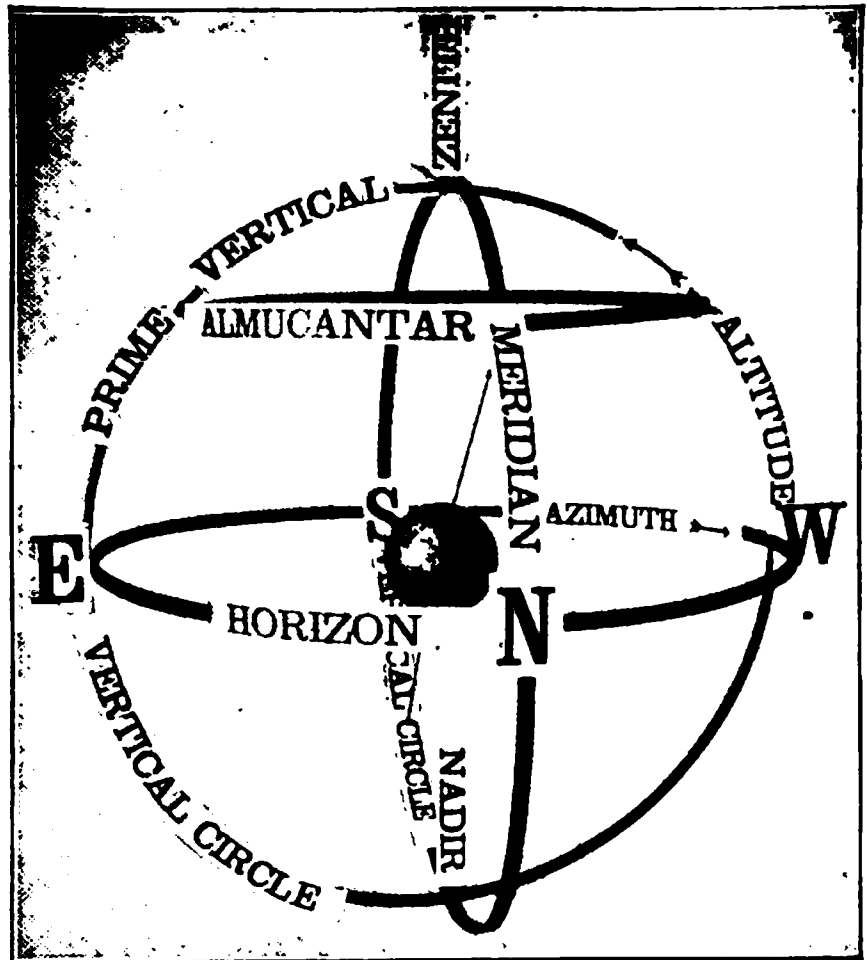 ZENITH
PRIME VERTICAL
ALMUCANTAR
MERIDIAN
ALTITUDE
S
AZIMUTH
W
E
HORIZON
N
VERTICAL CIRCLE
CIRCLE
NADIR